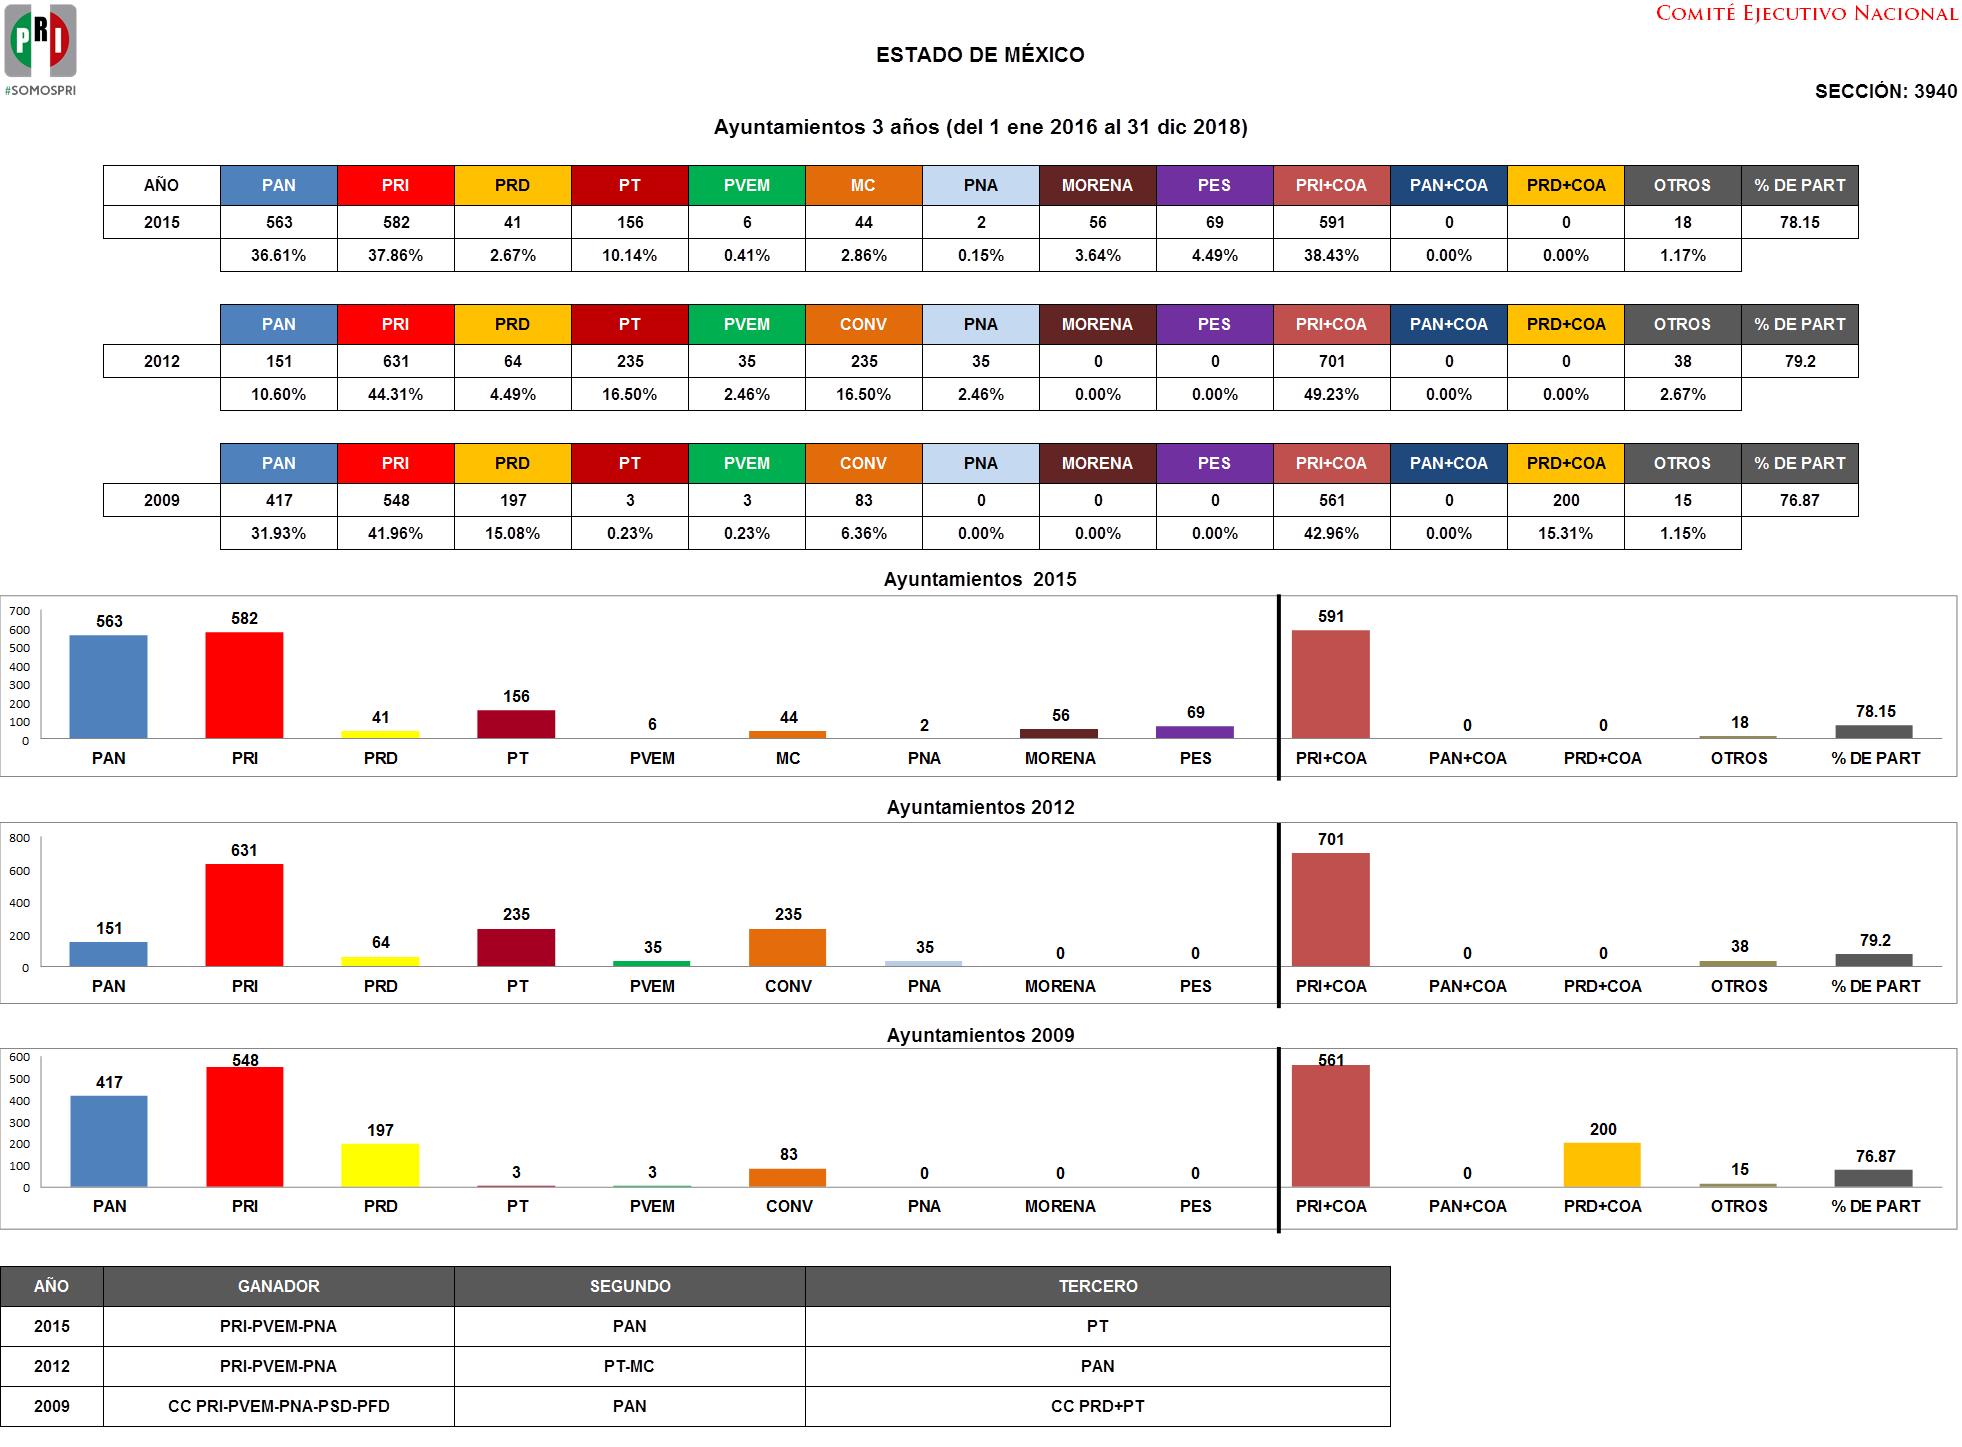 COMITÉ EJECUTIVO NACIONAL
PRI
#SOMOSPRI
ESTADO DE MÉXICO
SECCIÓN: 3940
Ayuntamientos 3 años (del 1 ene 2016 al 31 dic 2018)
AÑO PAN PRI PRD PT PVEM MC PNA MORENA PES PRI+COA PAN+COA PRD+COA OTROS % DE PART
2015 563 582 41 156 6 44 2 56 69 591 0 0 18 78.15
36.61% 37.86% 2.67% 10.14% 0.41% 2.86% 0.15% 3.64% 4.49% 38.43% 0.00% 0.00% 1.17%
PAN PRI PRD PT PVEM CONV PNA MORENA PES PRI+COA PAN+COA PRD+COA OTROS % DE PART
2012 151 631 64 235 35 235 35 0 0 701 0 0 38 79.2
10.60% 44.31% 4.49% 16.50% 2.46% 16.50% 2.46% 0.00% 0.00% 49.23% 0.00% 0.00% 2.67%
PAN PRI PRD PT PVEM CONV PNA MORENA PES PRI+COA PAN+COA PRD+COA OTROS % DE PART
2009 417 548 197 3 3 83 0 0 0 561 0 200 15 76.87
31.93% 41.96% 15.08% 0.23% 0.23% 6.36% 0.00% 0.00% 0.00% 42.96% 0.00% 15.31% 1.15%
Ayuntamientos 2015
700
600
500
400
300
200
100
0
563 582 41 156 6 44 2 56 69 591 0 0 18 78.15
PAN PRI PRD PT PVEM MC PNA MORENA PES PRI+COA PAN+COA PRD+COA OTROS % DE PART
Ayuntamientos 2012
800
600
400
200
0
151 631 64 235 35 235 35 0 0 701 0 0 38 79.2
PAN PRI PRD PT PVEM CONV PNA MORENA PES PRI+COA PAN+COA PRD+COA OTROS % DE PART
Ayuntamientos 2009
600
500
400
300
200
100
0
417 548 197 3 3 83 0 0 0 561 0 200 15 76.87
PAN PRI PRD PT PVEM CONV PNA MORENA PES PRI+COA PAN+COA PRD+COA OTROS % DE PART
AÑO GANADOR SEGUNDO TERCERO
2015 PRI-PVEM-PNA PAN PT
2012 PRI-PVEM-PNA PT-MC PAN
2009 CC PRI-PVEM-PNA-PSD-PFD PAN CC PRD+PT